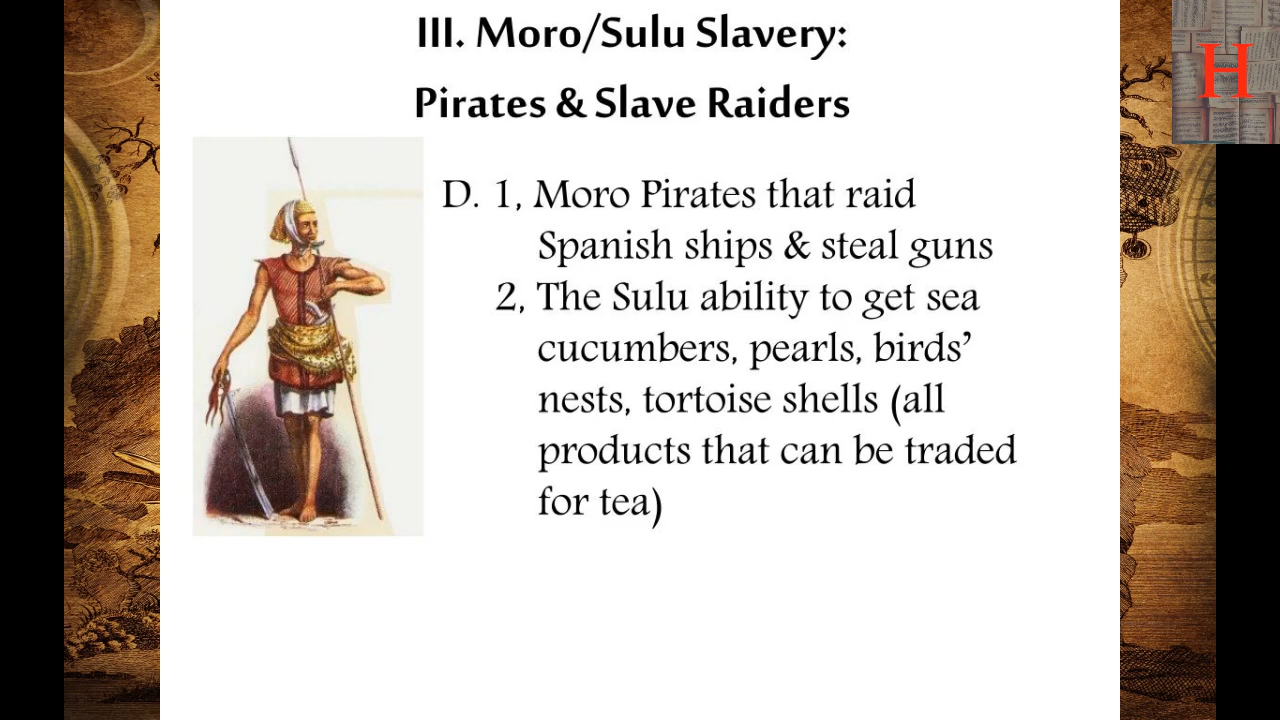 III. Moro/Sulu Slavery:
Pirates & Slave Raiders
H
D. 1, Moro Pirates that raid
Spanish ships & steal guns
2, The Sulu ability to get sea
cucumbers, pearls, birds’
nests, tortoise shells (all
products that can be traded
for tea)